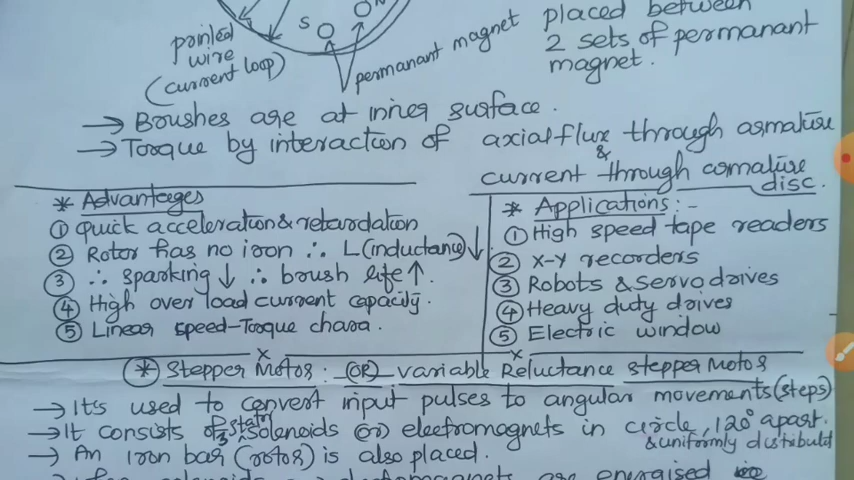 S
N
printed
wire
(current loop)
permanant magnet
placed between
2 sets of permanant
magnet.
→ Brushes are at inner surface.
→ Torque by interaction of axial flux through armature
&
current through armature
disc.
* Advantages
① Quick acceleration & retardation
② Rotor has no iron ∴ L(inductance)↓
③ ∴ sparking ↓ ∴ brush life ↑
④ High over load current capacity.
⑤ Linear speed-Torque chara.
* Applications:-
① High speed tape readers
② X-Y recorders
③ Robots & servodrives
④ Heavy duty drives
⑤ Electric window
* Stepper Motor: (OR) variable Reluctance stepper Motor
→ It's used to convert input pulses to angular movements (steps)
→ It consists of 3 stator solenoids (or) electromagnets in circle, 120° apart.
& uniformly distributed
→ An iron bar (rotor) is also placed.
electromagnets are energised